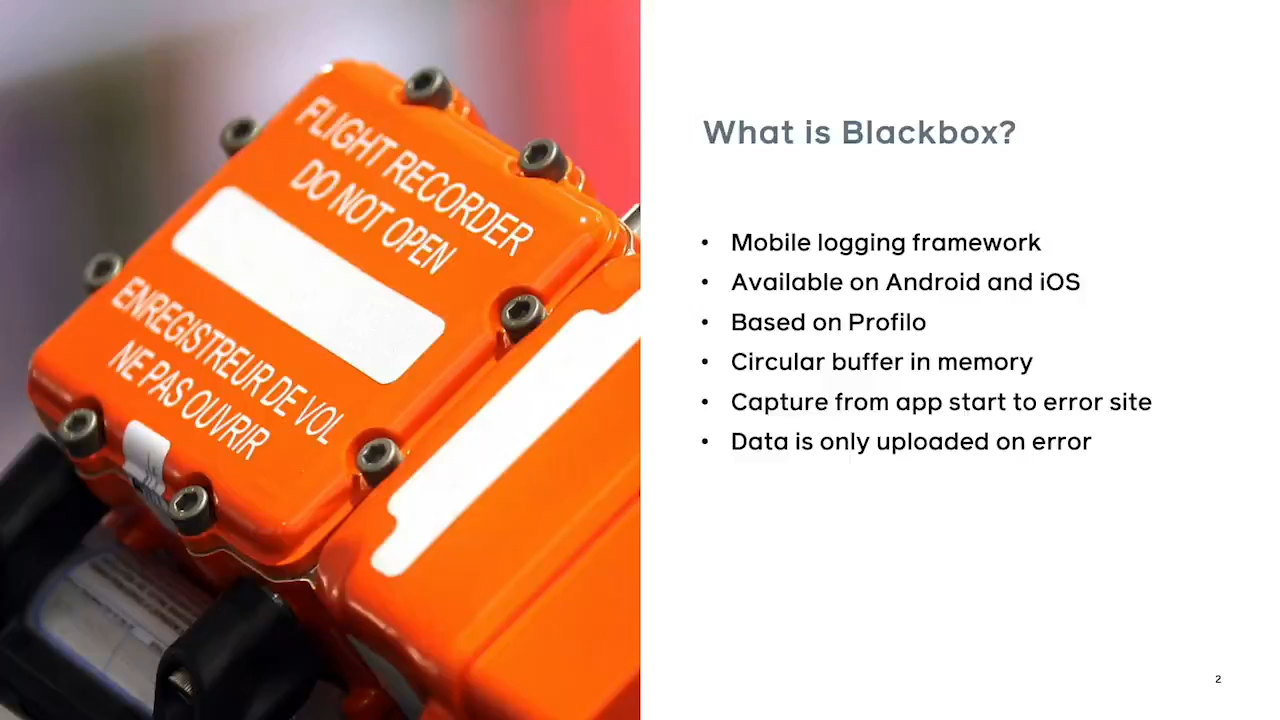 FLIGHT RECORDER
DO NOT OPEN
ENREGISTREUR DE VOL
NE PAS OUVRIR
What is Blackbox?
• Mobile logging framework
• Available on Android and iOS
• Based on Profilo
• Circular buffer in memory
• Capture from app start to error site
• Data is only uploaded on error
2